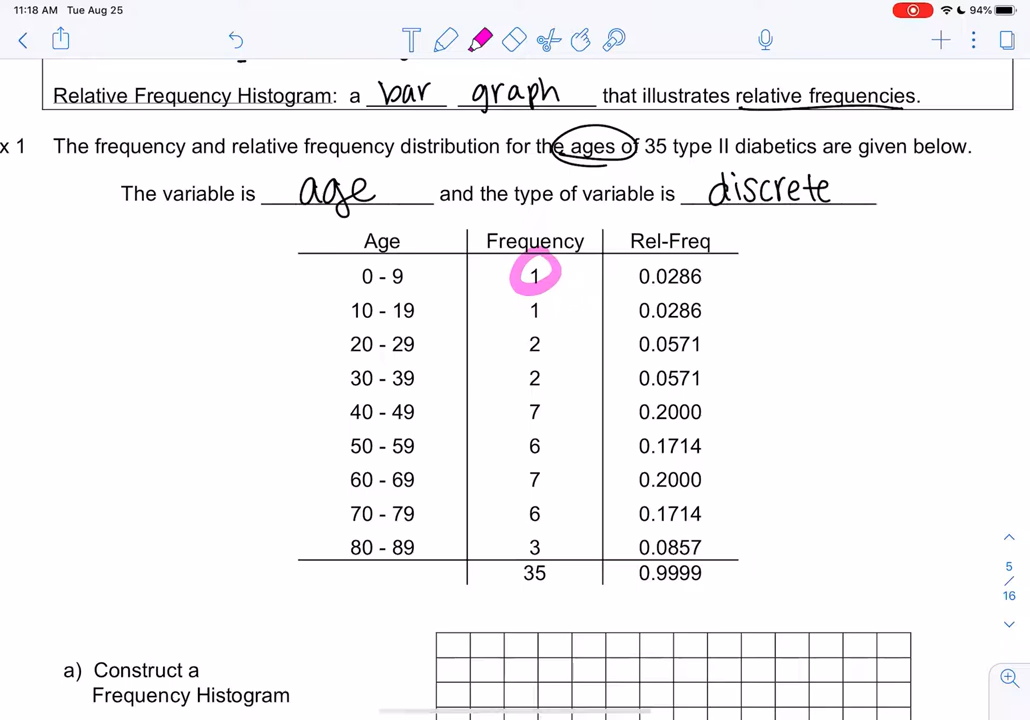 11:18 AM Tue Aug 25 94%
T
Relative Frequency Histogram: a bar graph that illustrates relative frequencies.
x 1 The frequency and relative frequency distribution for the ages of 35 type II diabetics are given below.
The variable is age and the type of variable is discrete
Age Frequency Rel-Freq
0 - 9 1 0.0286
10 - 19 1 0.0286
20 - 29 2 0.0571
30 - 39 2 0.0571
40 - 49 7 0.2000
50 - 59 6 0.1714
60 - 69 7 0.2000
70 - 79 6 0.1714
80 - 89 3 0.0857
35 0.9999
5
/
16
a) Construct a
Frequency Histogram